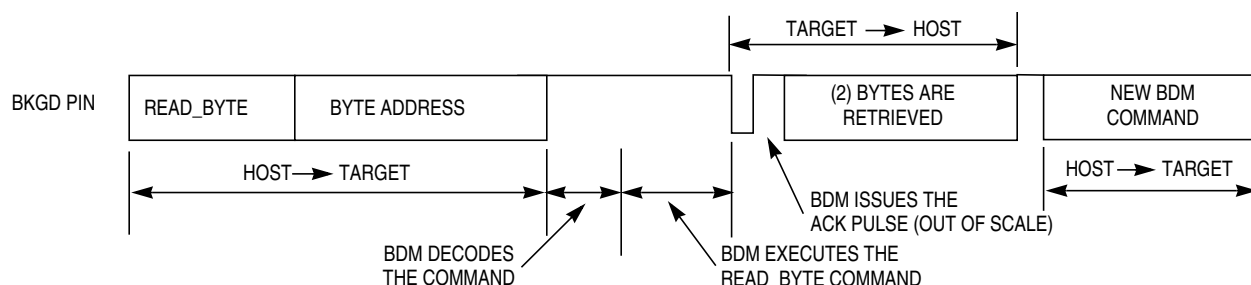 TARGET → HOST
BKGD PIN
READ_BYTE
BYTE ADDRESS
(2) BYTES ARE
RETRIEVED
NEW BDM
COMMAND
HOST → TARGET
HOST → TARGET
BDM ISSUES THE
ACK PULSE (OUT OF SCALE)
BDM DECODES
THE COMMAND
BDM EXECUTES THE
READ_BYTE COMMAND